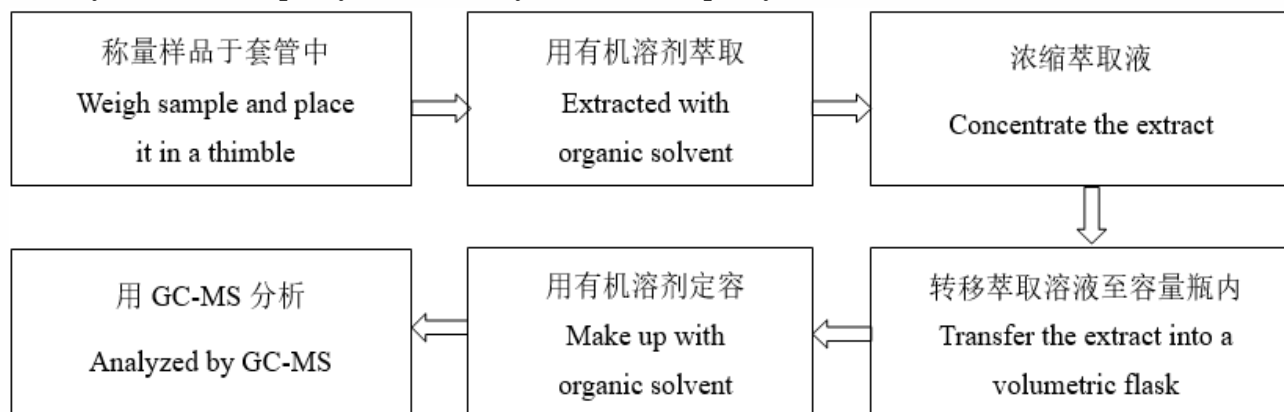 称量样品于套管中
Weigh sample and place
it in a thimble
用有机溶剂萃取
Extracted with
organic solvent
浓缩萃取液
Concentrate the extract
转移萃取溶液至容量瓶内
Transfer the extract into a
volumetric flask
用有机溶剂定容
Make up with
organic solvent
用 GC-MS 分析
Analyzed by GC-MS